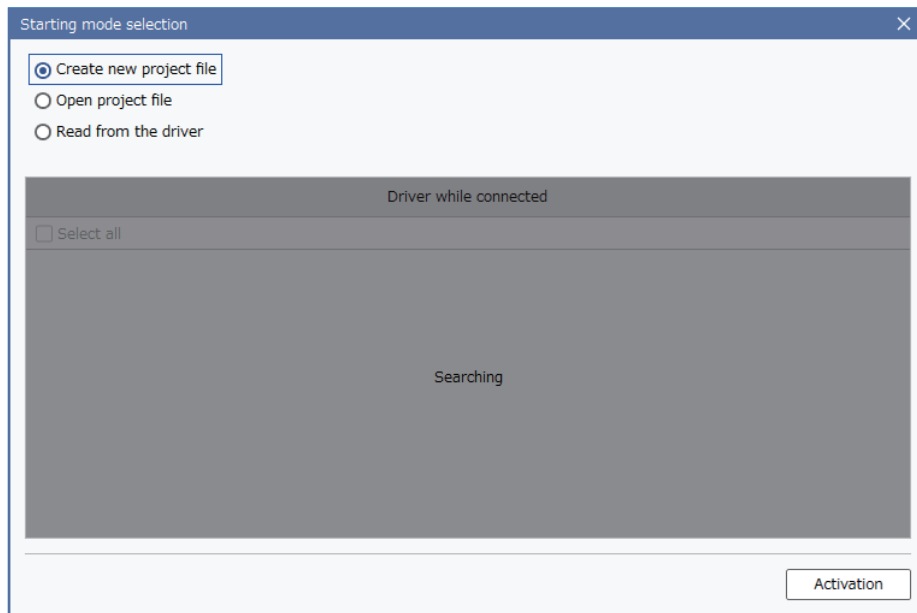 Starting mode selection
Create new project file
Open project file
Read from the driver
Driver while connected
Select all
Searching
Activation